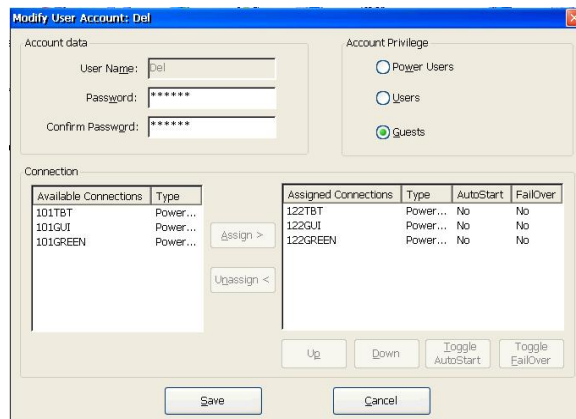 Modify User Account: Del
Account data
User Name: Del
Password: ******
Confirm Password: ******
Account Privilege
Power Users
Users
Guests
Connection
Available Connections Type
101TBT Power...
101GUI Power...
101GREEN Power...
Assign >
Unassign <
Assigned Connections Type AutoStart FailOver
122TBT Power... No No
122GUI Power... No No
122GREEN Power... No No
Up
Down
Toggle AutoStart
Toggle FailOver
Save
Cancel